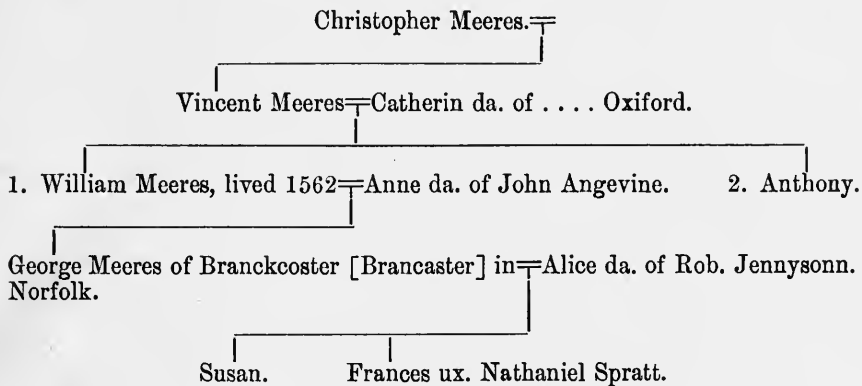 Christopher Meeres.
Vincent Meeres Catherin da. of .... Oxiford.
1. William Meeres, lived 1562 Anne da. of John Angevine. 2. Anthony.
George Meeres of Branckcoster [Brancaster] in Alice da. of Rob. Jennysonn.
Norfolk.
Susan. Frances ux. Nathaniel Spratt.